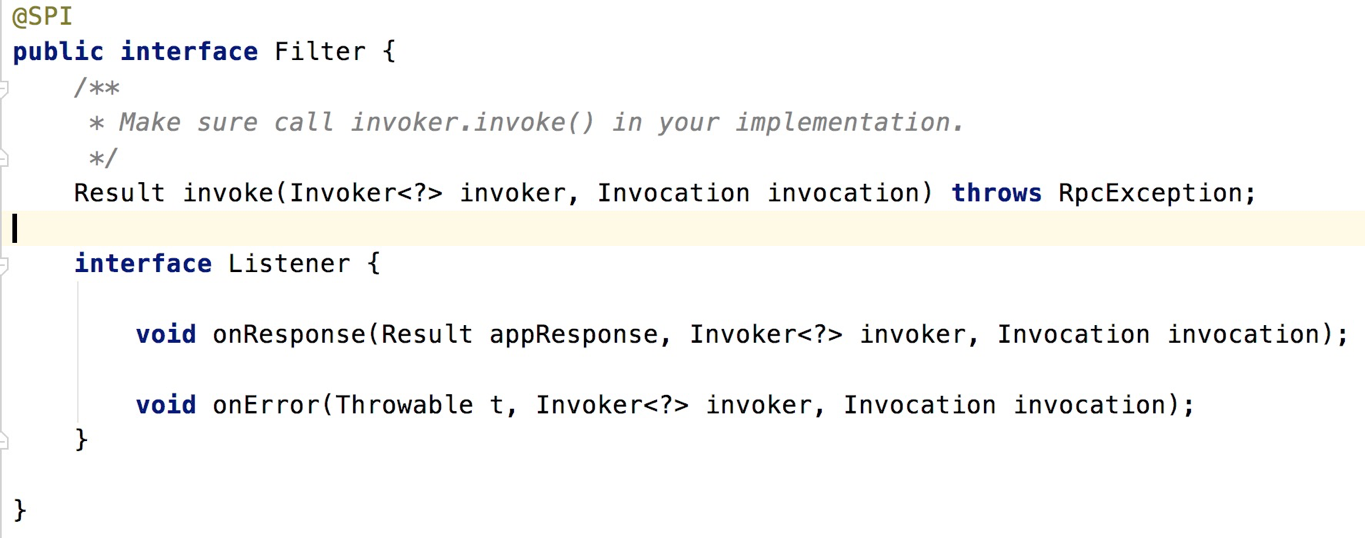 @SPI
public interface Filter {
    /**
     * Make sure call invoker.invoke() in your implementation.
     */
    Result invoke(Invoker<?> invoker, Invocation invocation) throws RpcException;
    interface Listener {
        void onResponse(Result appResponse, Invoker<?> invoker, Invocation invocation);
        void onError(Throwable t, Invoker<?> invoker, Invocation invocation);
    }
}